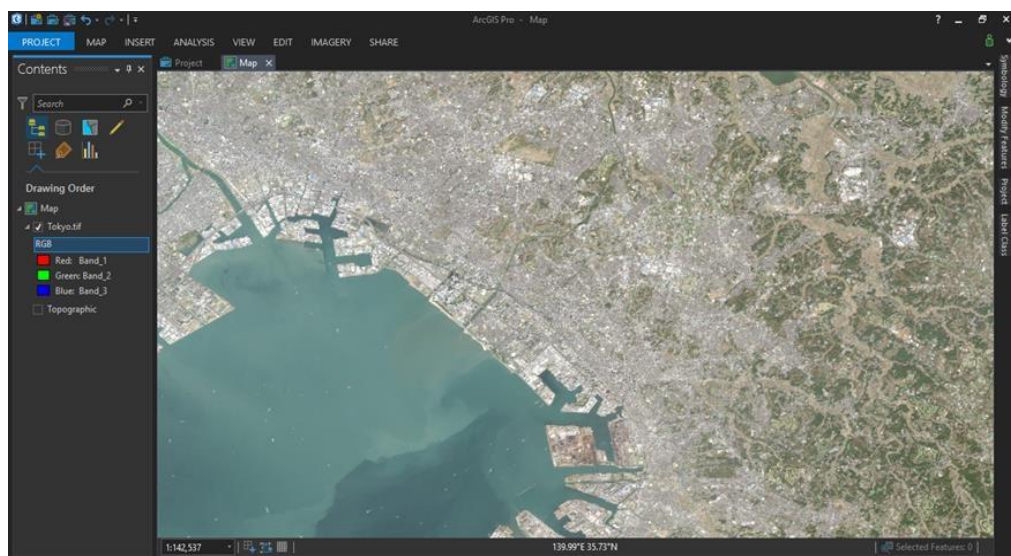 ArcGIS Pro - Map
?
PROJECT MAP INSERT ANALYSIS VIEW EDIT IMAGERY SHARE
Contents
Project Map
Search
Drawing Order
Map
Tokyo.tif
RGB
Red: Band_1
Green: Band_2
Blue: Band_3
Topographic
Symbology
Modify Features
Project
Label Class
1:142,537
139.99°E 35.73°N
Selected Features: 0